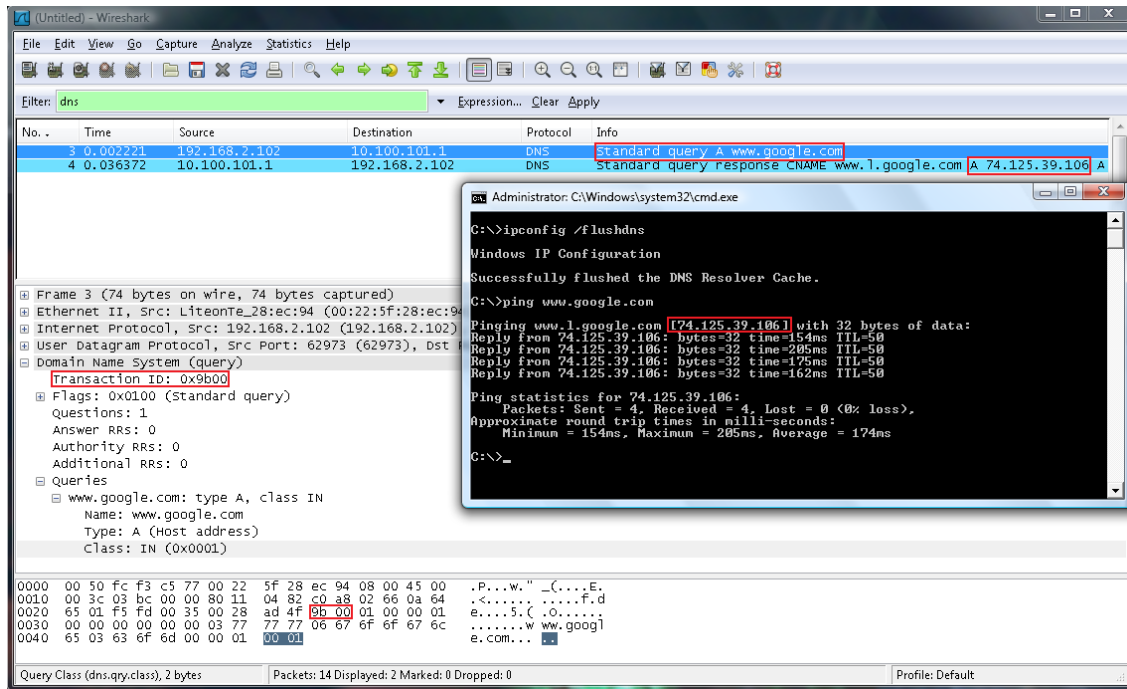 (Untitled) - Wireshark
File Edit View Go Capture Analyze Statistics Help
Filter: dns Expression... Clear Apply
No. . Time Source Destination Protocol Info
3 0.002221 192.168.2.102 10.100.101.1 DNS Standard query A www.google.com
4 0.036372 10.100.101.1 192.168.2.102 DNS Standard query response CNAME www.l.google.com A 74.125.39.106 A
Administrator: C:\Windows\system32\cmd.exe
C:\>ipconfig /flushdns
Windows IP Configuration
Successfully flushed the DNS Resolver Cache.
C:\>ping www.google.com
Pinging www.l.google.com [74.125.39.106] with 32 bytes of data:
Reply from 74.125.39.106: bytes=32 time=154ms TTL=50
Reply from 74.125.39.106: bytes=32 time=205ms TTL=50
Reply from 74.125.39.106: bytes=32 time=175ms TTL=50
Reply from 74.125.39.106: bytes=32 time=162ms TTL=50
Ping statistics for 74.125.39.106:
Packets: Sent = 4, Received = 4, Lost = 0 (0% loss),
Approximate round trip times in milli-seconds:
Minimum = 154ms, Maximum = 205ms, Average = 174ms
C:\>_
Frame 3 (74 bytes on wire, 74 bytes captured)
Ethernet II, Src: LiteonTe_28:ec:94 (00:22:5f:28:ec:94
Internet Protocol, Src: 192.168.2.102 (192.168.2.102)
User Datagram Protocol, Src Port: 62973 (62973), Dst
Domain Name System (query)
Transaction ID: 0x9b00
Flags: 0x0100 (Standard query)
Questions: 1
Answer RRs: 0
Authority RRs: 0
Additional RRs: 0
Queries
www.google.com: type A, class IN
Name: www.google.com
Type: A (Host address)
Class: IN (0x0001)
0000 00 50 fc f3 c5 77 00 22 5f 28 ec 94 08 00 45 00 .P...w." _(....E.
0010 00 3c 03 bc 00 00 80 11 04 82 c0 a8 02 66 0a 64 .<...... .....f.d
0020 65 01 f5 fd 00 35 00 28 ad 4f 9b 00 01 00 00 01 e....5.( .O......
0030 00 00 00 00 00 00 03 77 77 77 06 67 6f 6f 67 6c .......w ww.googl
0040 65 03 63 6f 6d 00 00 01 00 01 e.com... ..
Query Class (dns.qry.class), 2 bytes Packets: 14 Displayed: 2 Marked: 0 Dropped: 0 Profile: Default